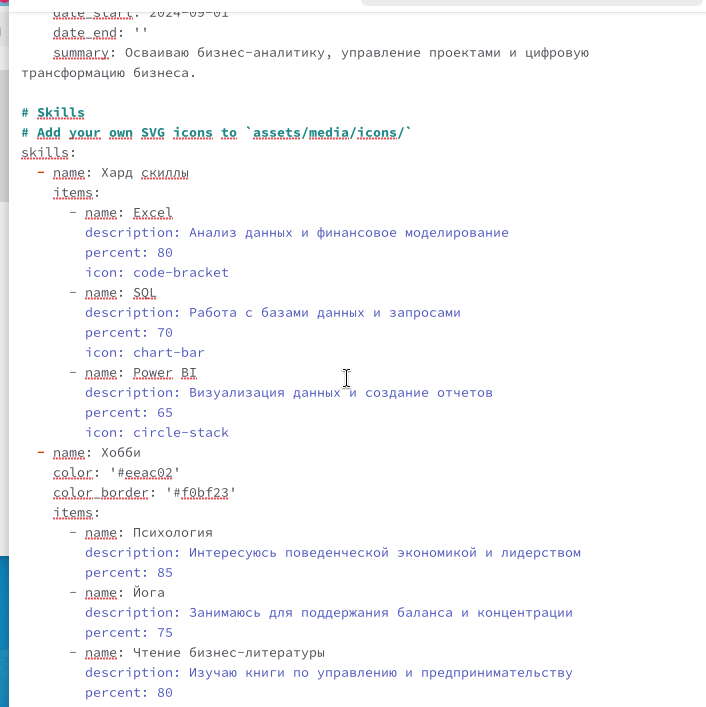 date_start: 2024-09-01
date_end: ''
summary: Осваиваю бизнес-аналитику, управление проектами и цифровую
трансформацию бизнеса.
# Skills
# Add your own SVG icons to `assets/media/icons/`
skills:
- name: Хард скиллы
items:
- name: Excel
description: Анализ данных и финансовое моделирование
percent: 80
icon: code-bracket
- name: SQL
description: Работа с базами данных и запросами
percent: 70
icon: chart-bar
- name: Power BI
description: Визуализация данных и создание отчетов
percent: 65
icon: circle-stack
- name: Хобби
color: '#eeac02'
color_border: '#f0bf23'
items:
- name: Психология
description: Интересуюсь поведенческой экономикой и лидерством
percent: 85
- name: Йога
description: Занимаюсь для поддержания баланса и концентрации
percent: 75
- name: Чтение бизнес-литературы
description: Изучаю книги по управлению и предпринимательству
percent: 80